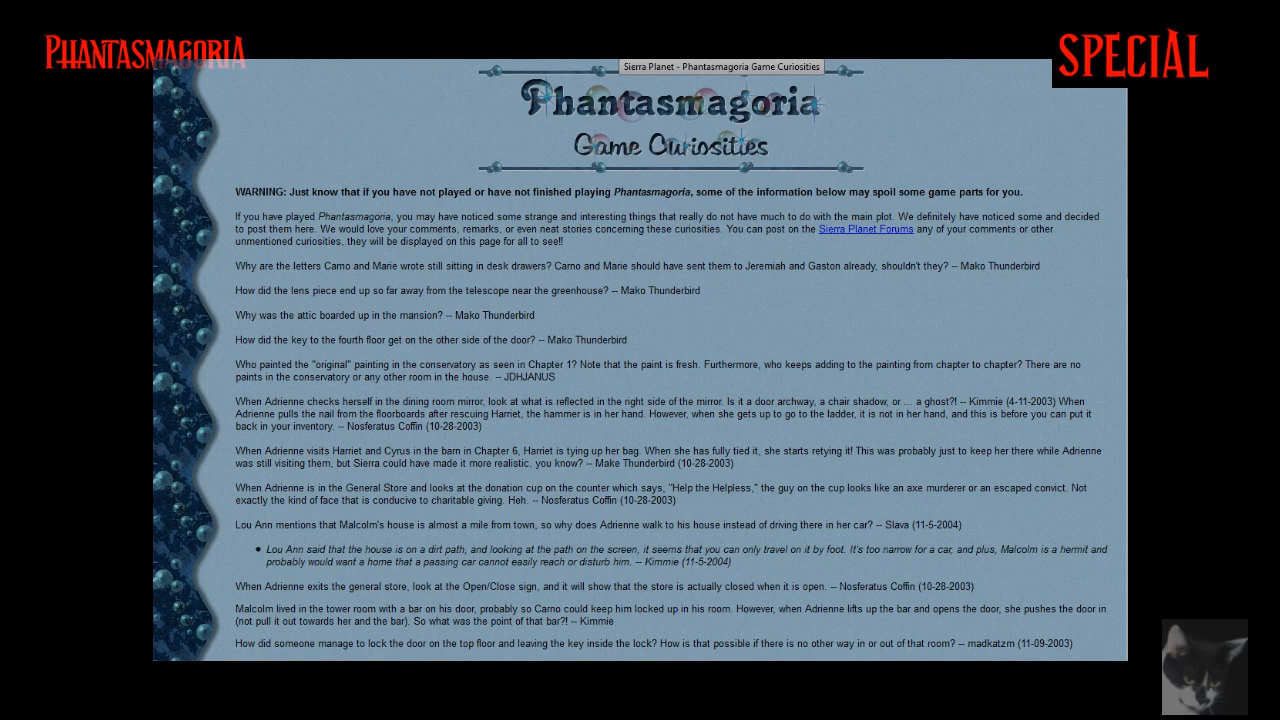 PHANTASMAGORIA
SPECIAL
Sierra Planet - Phantasmagoria Game Curiosities
Phantasmagoria
Game Curiosities
WARNING: Just know that if you have not played or have not finished playing Phantasmagoria, some of the information below may spoil some game parts for you.
If you have played Phantasmagoria, you may have noticed some strange and interesting things that really do not have much to do with the main plot. We definitely have noticed some and decided
to post them here. We would love your comments, remarks, or even neat stories concerning these curiosities. You can post on the Sierra Planet Forums any of your comments or other
unmentioned curiosities, they will be displayed on this page for all to see!!
Why are the letters Carno and Marie wrote still sitting in desk drawers? Carno and Marie should have sent them to Jeremiah and Gaston already, shouldn't they? -- Mako Thunderbird
How did the lens piece end up so far away from the telescope near the greenhouse? -- Mako Thunderbird
Why was the attic boarded up in the mansion? -- Mako Thunderbird
How did the key to the fourth floor get on the other side of the door? -- Mako Thunderbird
Who painted the "original" painting in the conservatory as seen in Chapter 1? Note that the paint is fresh. Furthermore, who keeps adding to the painting from chapter to chapter? There are no
paints in the conservatory or any other room in the house. -- JDHJANUS
When Adrienne checks herself in the dining room mirror, look at what is reflected in the right side of the mirror. Is it a door archway, a chair shadow, or ... a ghost?! -- Kimmie (4-11-2003) When
Adrienne pulls the nail from the floorboards after rescuing Harriet, the hammer is in her hand. However, when she gets up to go to the ladder, it is not in her hand, and this is before you can put it
back in your inventory. -- Nosferatus Coffin (10-28-2003)
When Adrienne visits Harriet and Cyrus in the barn in Chapter 6, Harriet is tying up her bag. When she has fully tied it, she starts retying it! This was probably just to keep her there while Adrienne
was still visiting them, but Sierra could have made it more realistic, you know? -- Make Thunderbird (10-28-2003)
When Adrienne is in the General Store and looks at the donation cup on the counter which says, "Help the Helpless," the guy on the cup looks like an axe murderer or an escaped convict. Not
exactly the kind of face that is conducive to charitable giving. Heh. -- Nosferatus Coffin (10-28-2003)
Lou Ann mentions that Malcolm's house is almost a mile from town, so why does Adrienne walk to his house instead of driving there in her car? -- Slava (11-5-2004)
• Lou Ann said that the house is on a dirt path, and looking at the path on the screen, it seems that you can only travel on it by foot. It's too narrow for a car, and plus, Malcolm is a hermit and
probably would want a home that a passing car cannot easily reach or disturb him. -- Kimmie (11-5-2004)
When Adrienne exits the general store, look at the Open/Close sign, and it will show that the store is actually closed when it is open. -- Nosferatus Coffin (10-28-2003)
Malcolm lived in the tower room with a bar on his door, probably so Carno could keep him locked up in his room. However, when Adrienne lifts up the bar and opens the door, she pushes the door in
(not pull it out towards her and the bar). So what was the point of that bar?! -- Kimmie
How did someone manage to lock the door on the top floor and leaving the key inside the lock? How is that possible if there is no other way in or out of that room? -- madkatzm (11-09-2003)